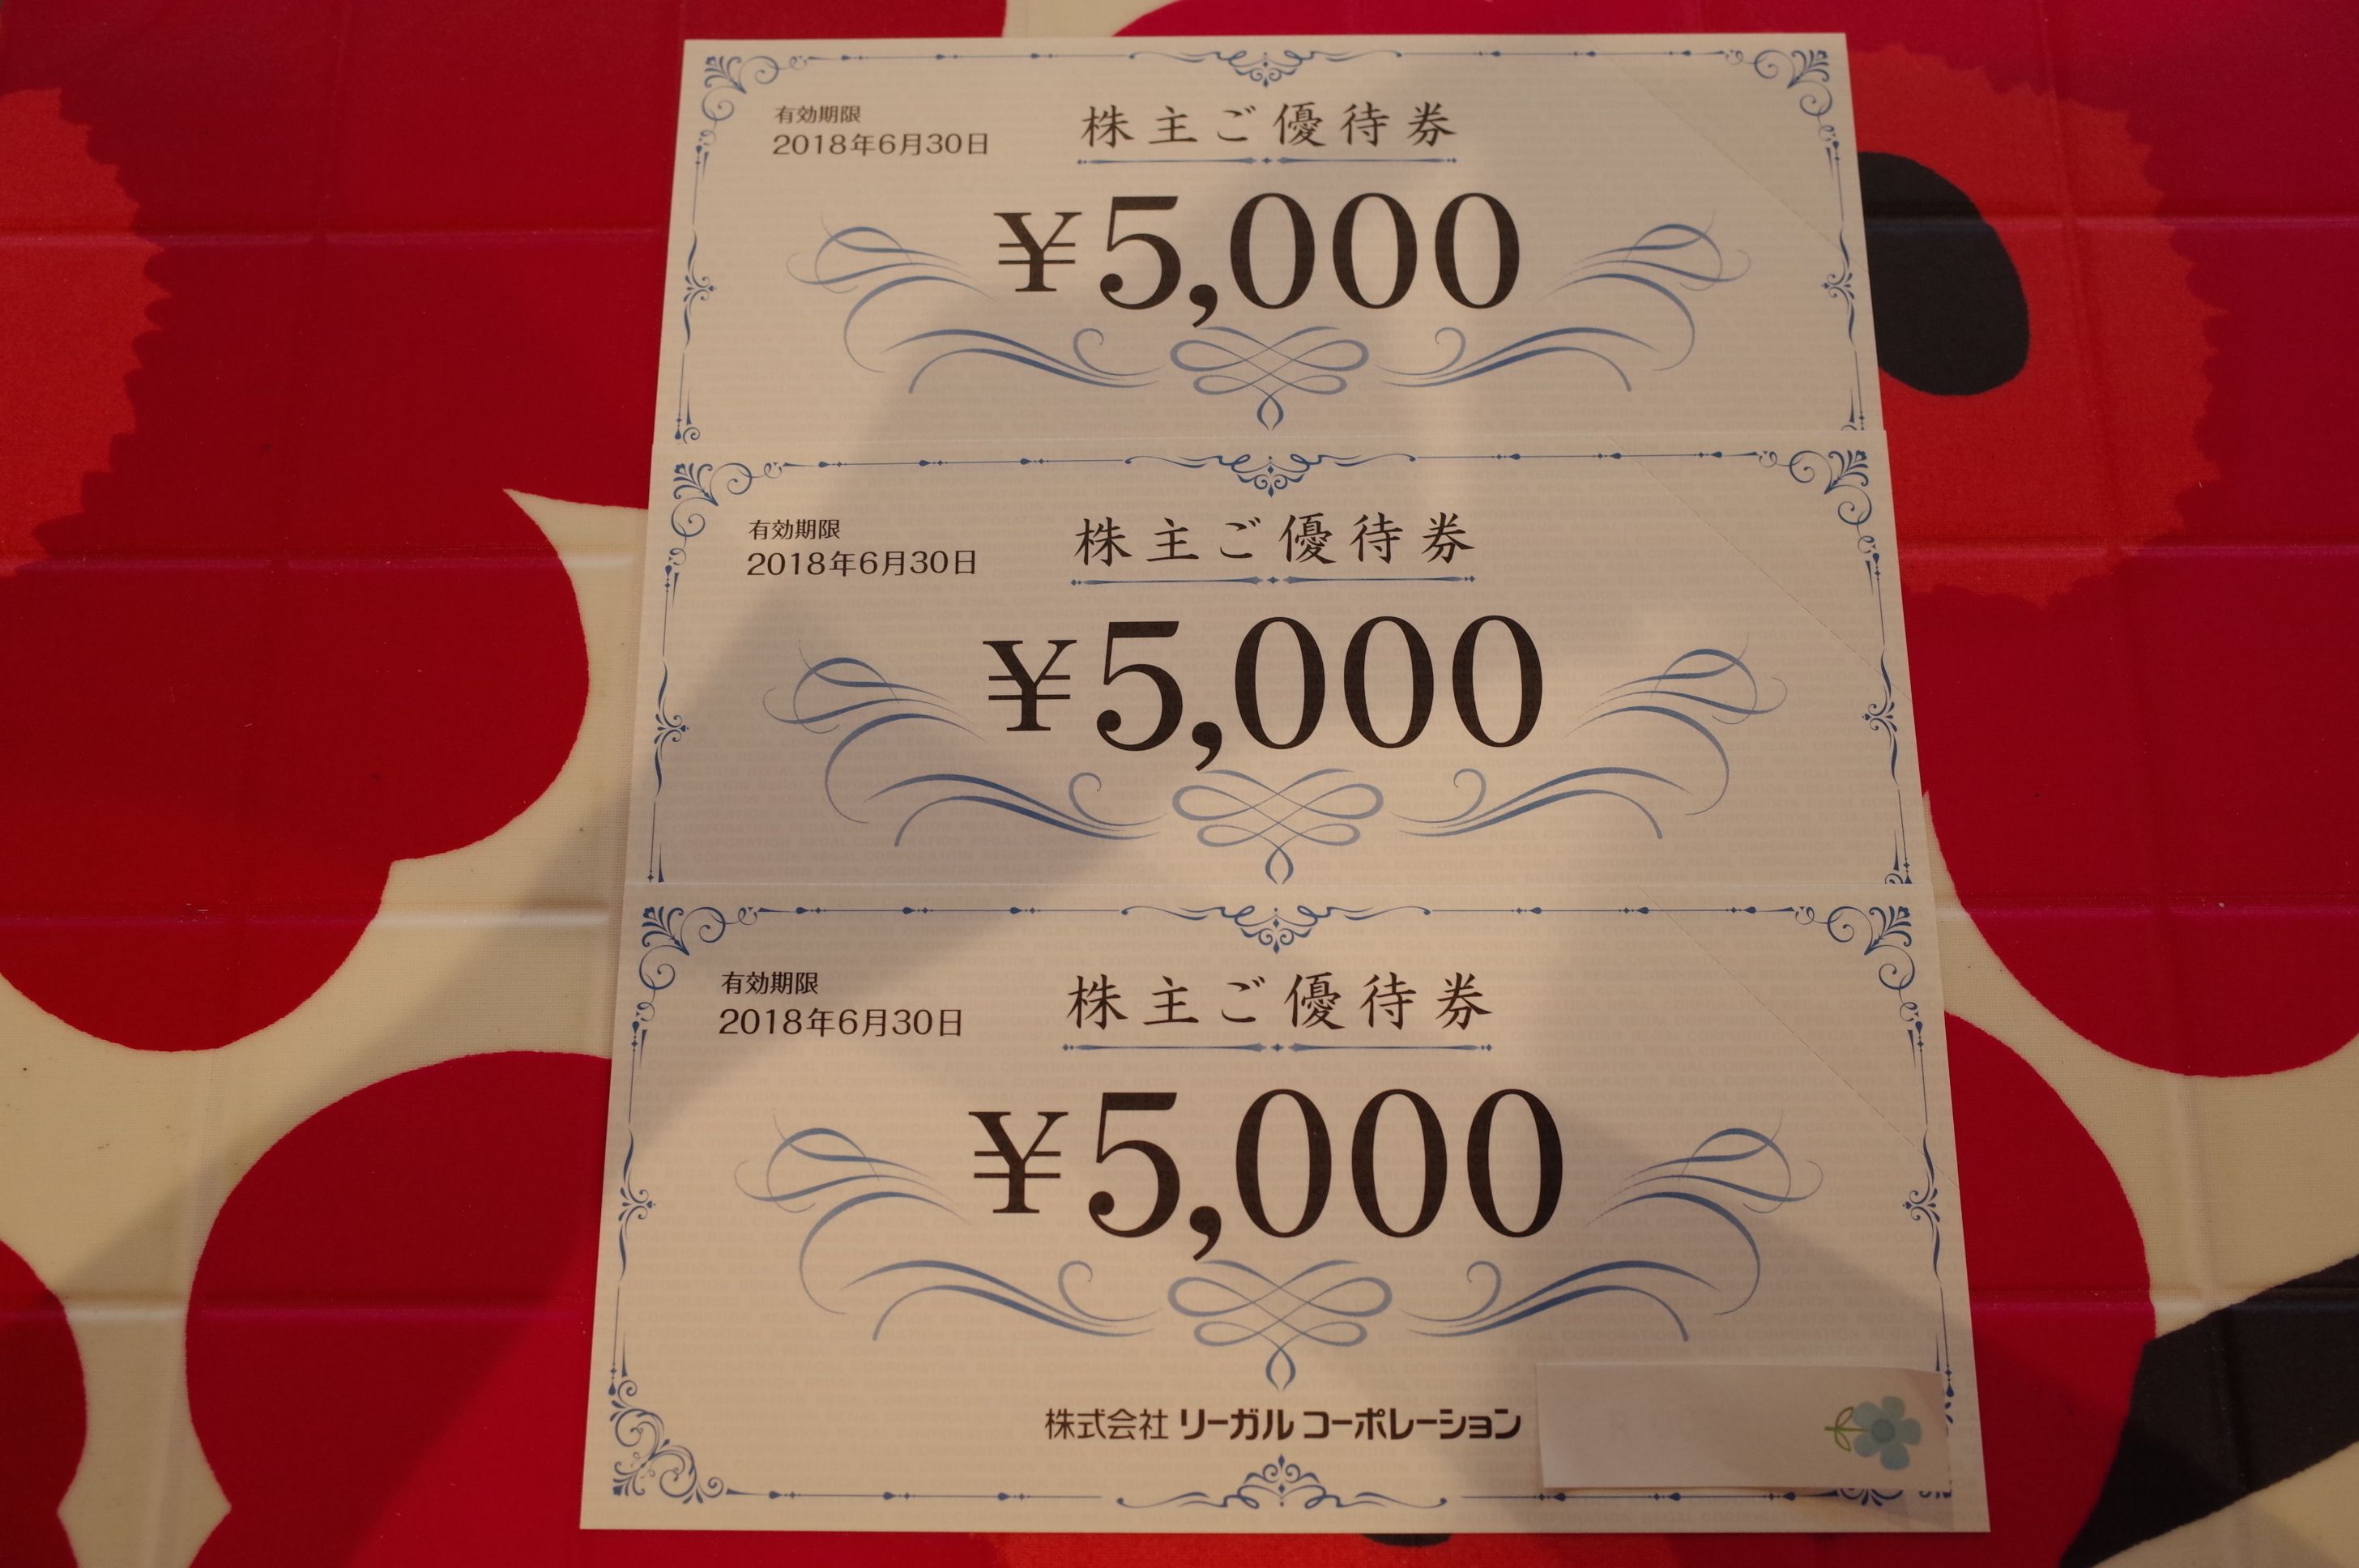 有効期限
2018年6月30日
株主ご優待券
¥5,000
有効期限
2018年6月30日
株主ご優待券
¥5,000
有効期限
2018年6月30日
株主ご優待券
¥5,000
株式会社 リーガル コーポレーション